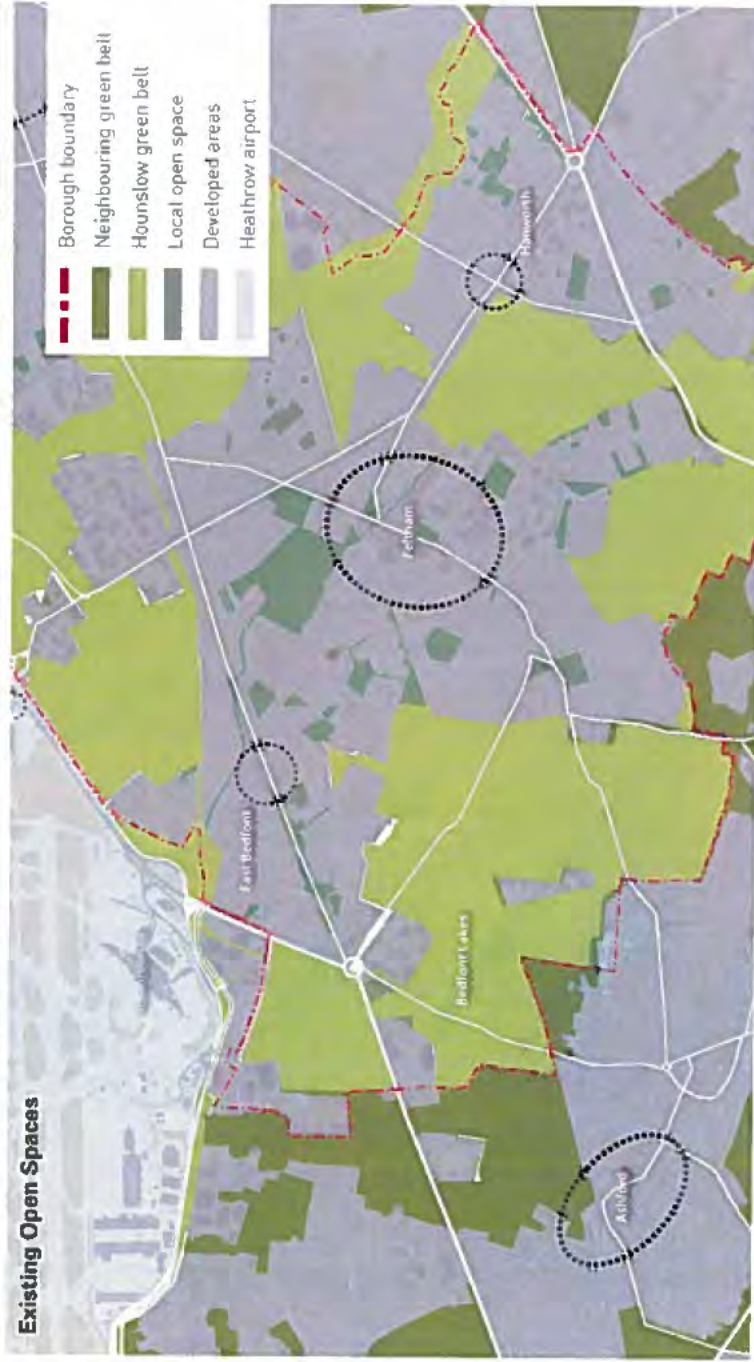 Existing Open Spaces
Borough boundary
Neighbouring green belt
Hounslow green belt
Local open space
Developed areas
Heathrow airport
East Bedfont
Feltham
Hanworth
Bedfont Lakes
Ashford